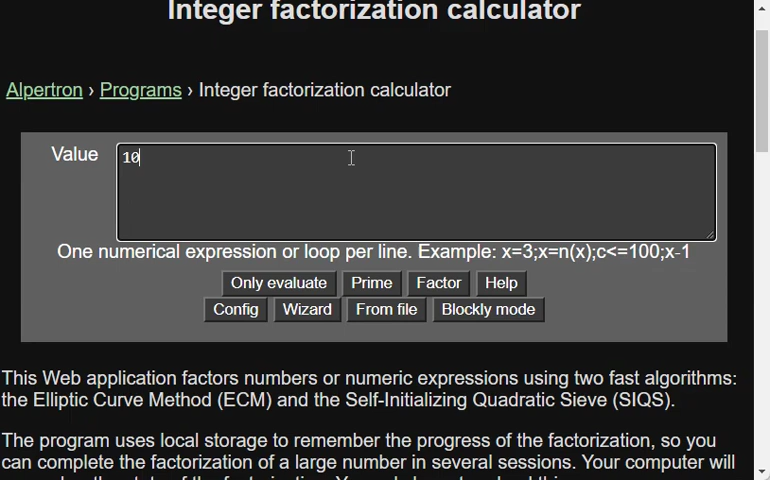 Integer factorization calculator
Alpertron › Programs › Integer factorization calculator
Value
10
One numerical expression or loop per line. Example: x=3;x=n(x);c<=100;x-1
Only evaluate Prime Factor Help
Config Wizard From file Blockly mode
This Web application factors numbers or numeric expressions using two fast algorithms:
the Elliptic Curve Method (ECM) and the Self-Initializing Quadratic Sieve (SIQS).
The program uses local storage to remember the progress of the factorization, so you
can complete the factorization of a large number in several sessions. Your computer will